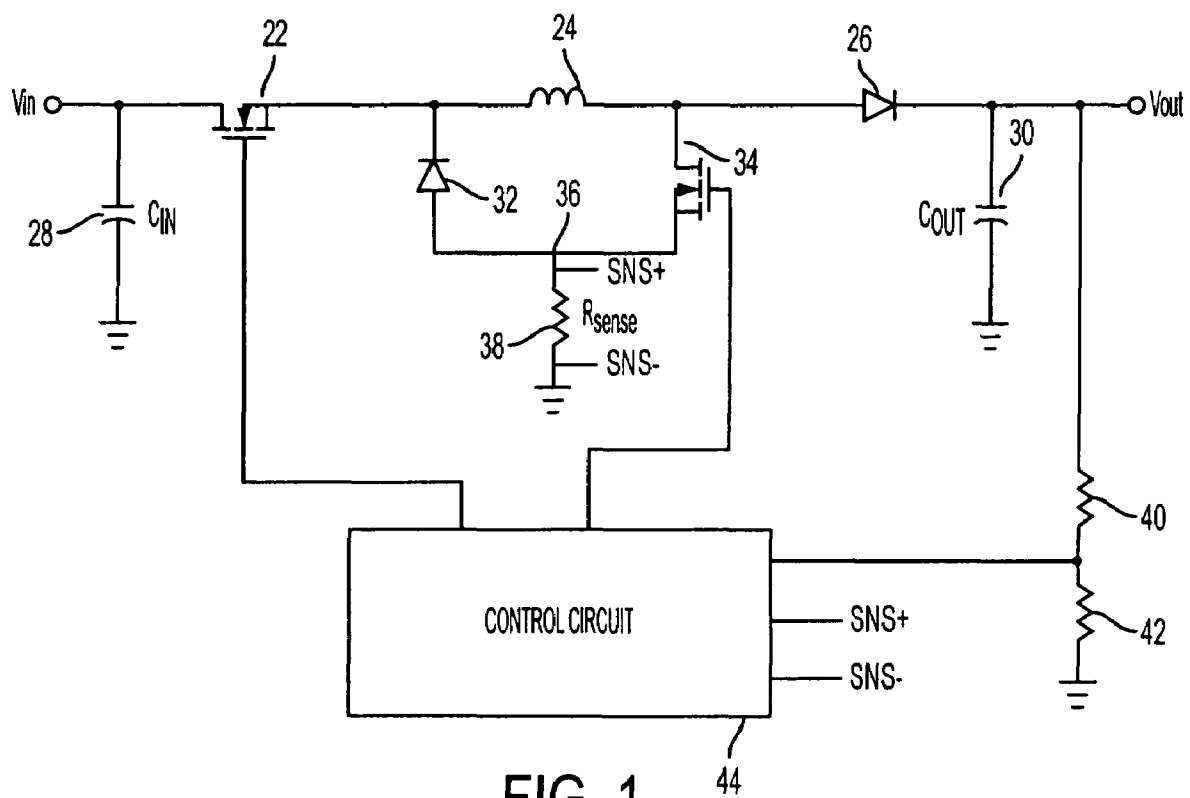 22
24
26
Vin
Vout
28
CIN
32
34
36
30
COUT
SNS+
Rsense
38
SNS-
40
CONTROL CIRCUIT
SNS+
SNS-
42
44
FIG. 1